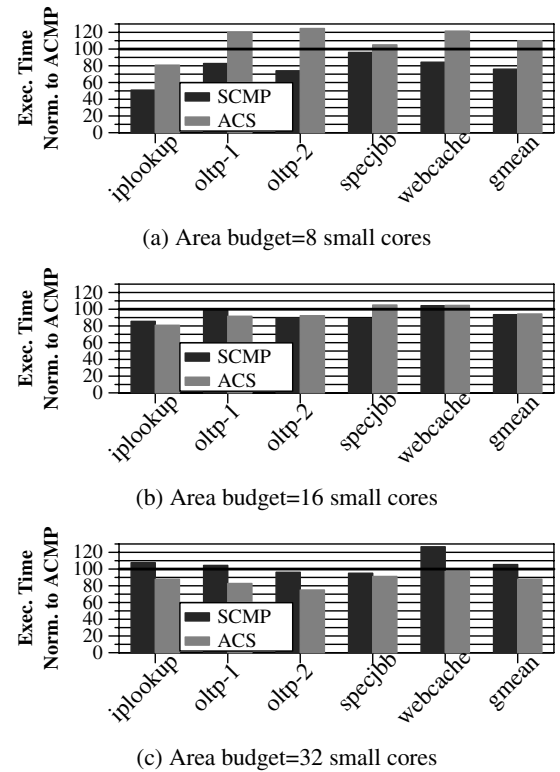 Exec. Time
Norm. to ACMP
120
100
80
60
40
20
0
SCMP
ACS
iplookup
oltp-1
oltp-2
specjbb
webcache
gmean
(a) Area budget=8 small cores
Exec. Time
Norm. to ACMP
120
100
80
60
40
20
0
SCMP
ACS
iplookup
oltp-1
oltp-2
specjbb
webcache
gmean
(b) Area budget=16 small cores
Exec. Time
Norm. to ACMP
120
100
80
60
40
20
0
SCMP
ACS
iplookup
oltp-1
oltp-2
specjbb
webcache
gmean
(c) Area budget=32 small cores